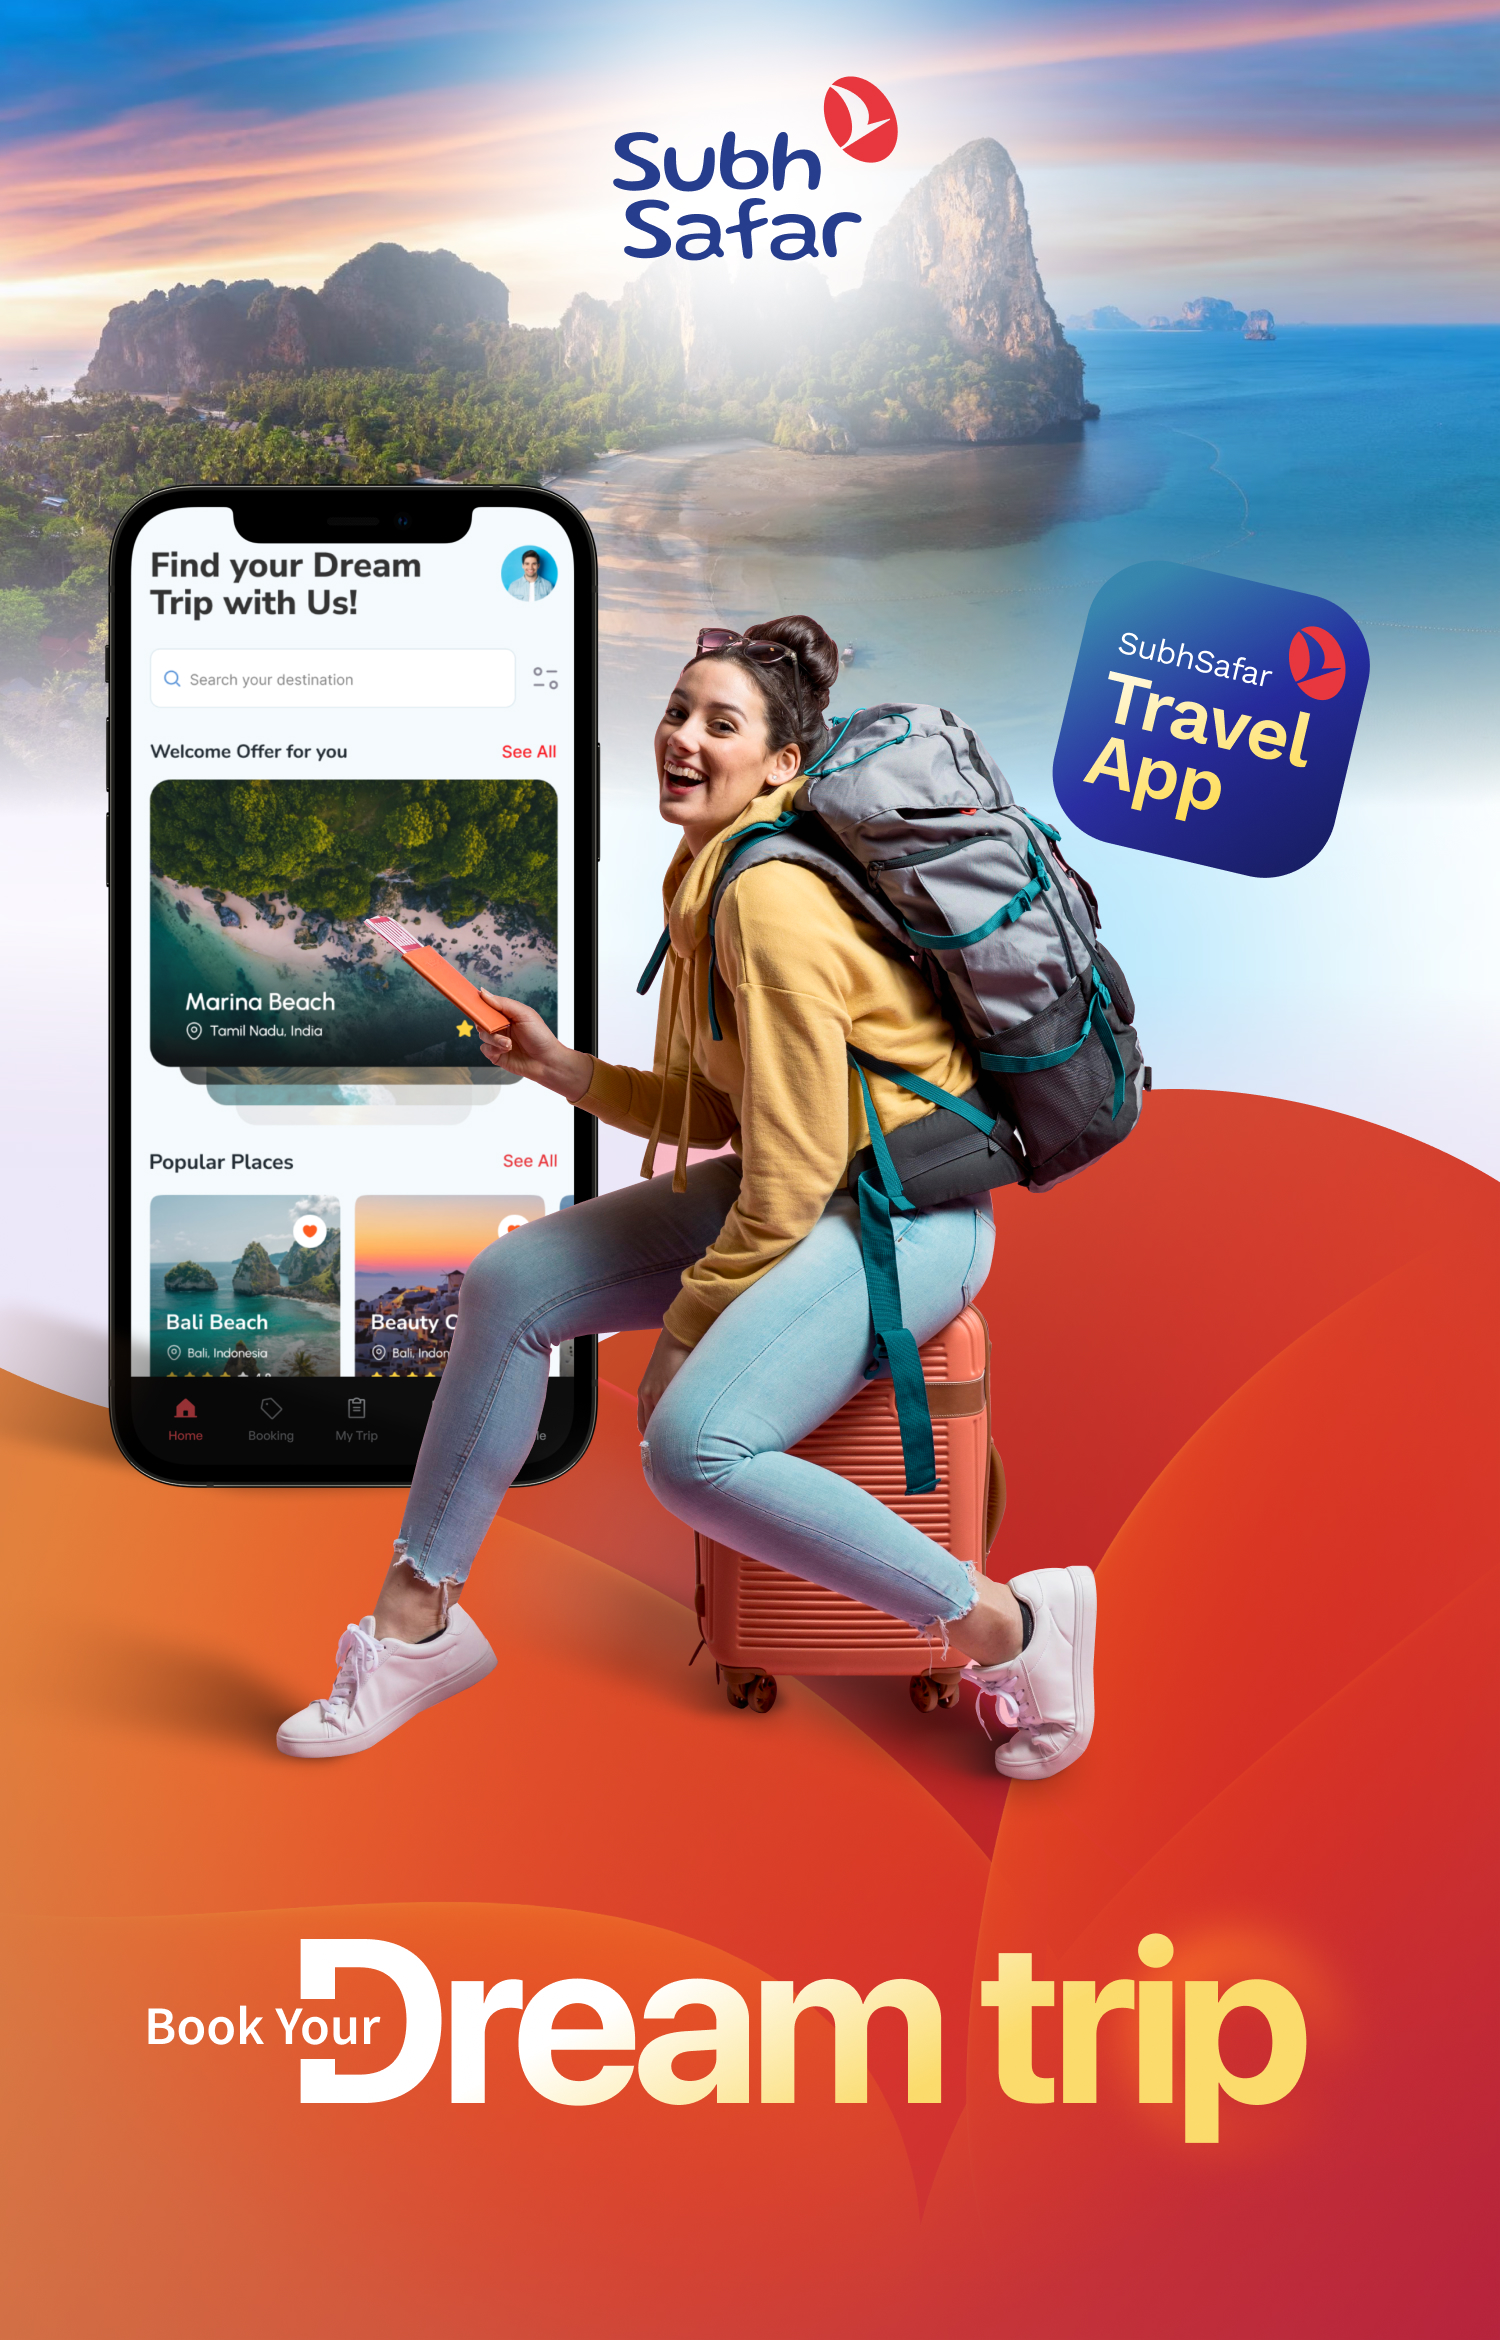 Subh
Safar
Find your Dream
Trip with Us!
Search your destination
Welcome Offer for you
See All
Marina Beach
Tamil Nadu, India
SubhSafar
Travel
App
Popular Places
See All
Bali Beach
Bali, Indonesia
Beauty
Bali,
Home
Booking
My Trip
Book Your
Dream trip